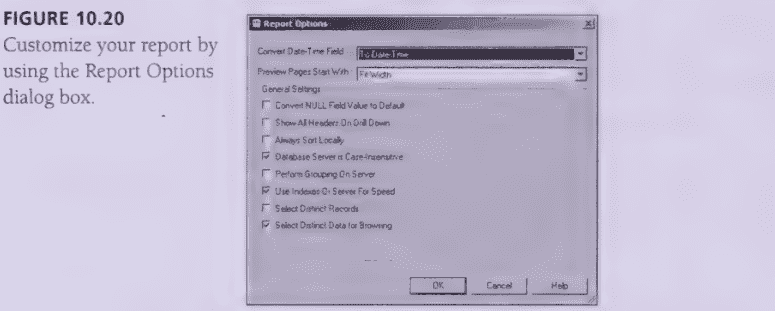 FIGURE 10.20
Customize your report by
using the Report Options
dialog box.
Report Options
Convert Date-Time Field
To Date-Time
Preview Pages Start With
Fit Width
General Settings
Convert NULL Field Value to Default
Show All Headers On Drill Down
Always Sort Locally
Database Server is Case-Insensitive
Perform Grouping On Server
Use Indexes Or Server For Speed
Select Distinct Records
Select Distinct Data for Browsing
OK
Cancel
Help